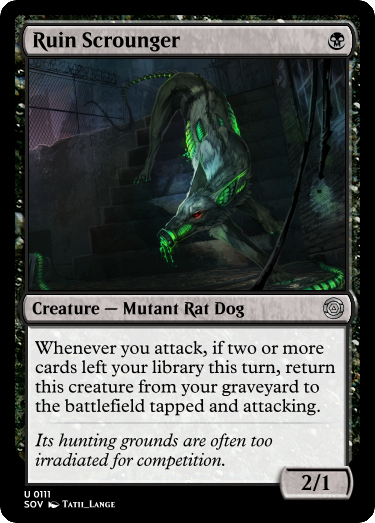 Ruin Scrounger
Creature — Mutant Rat Dog
Whenever you attack, if two or more
cards left your library this turn, return
this creature from your graveyard to
the battlefield tapped and attacking.
Its hunting grounds are often too
irradiated for competition.
2/1
U 0111
SOV Tatii_Lange